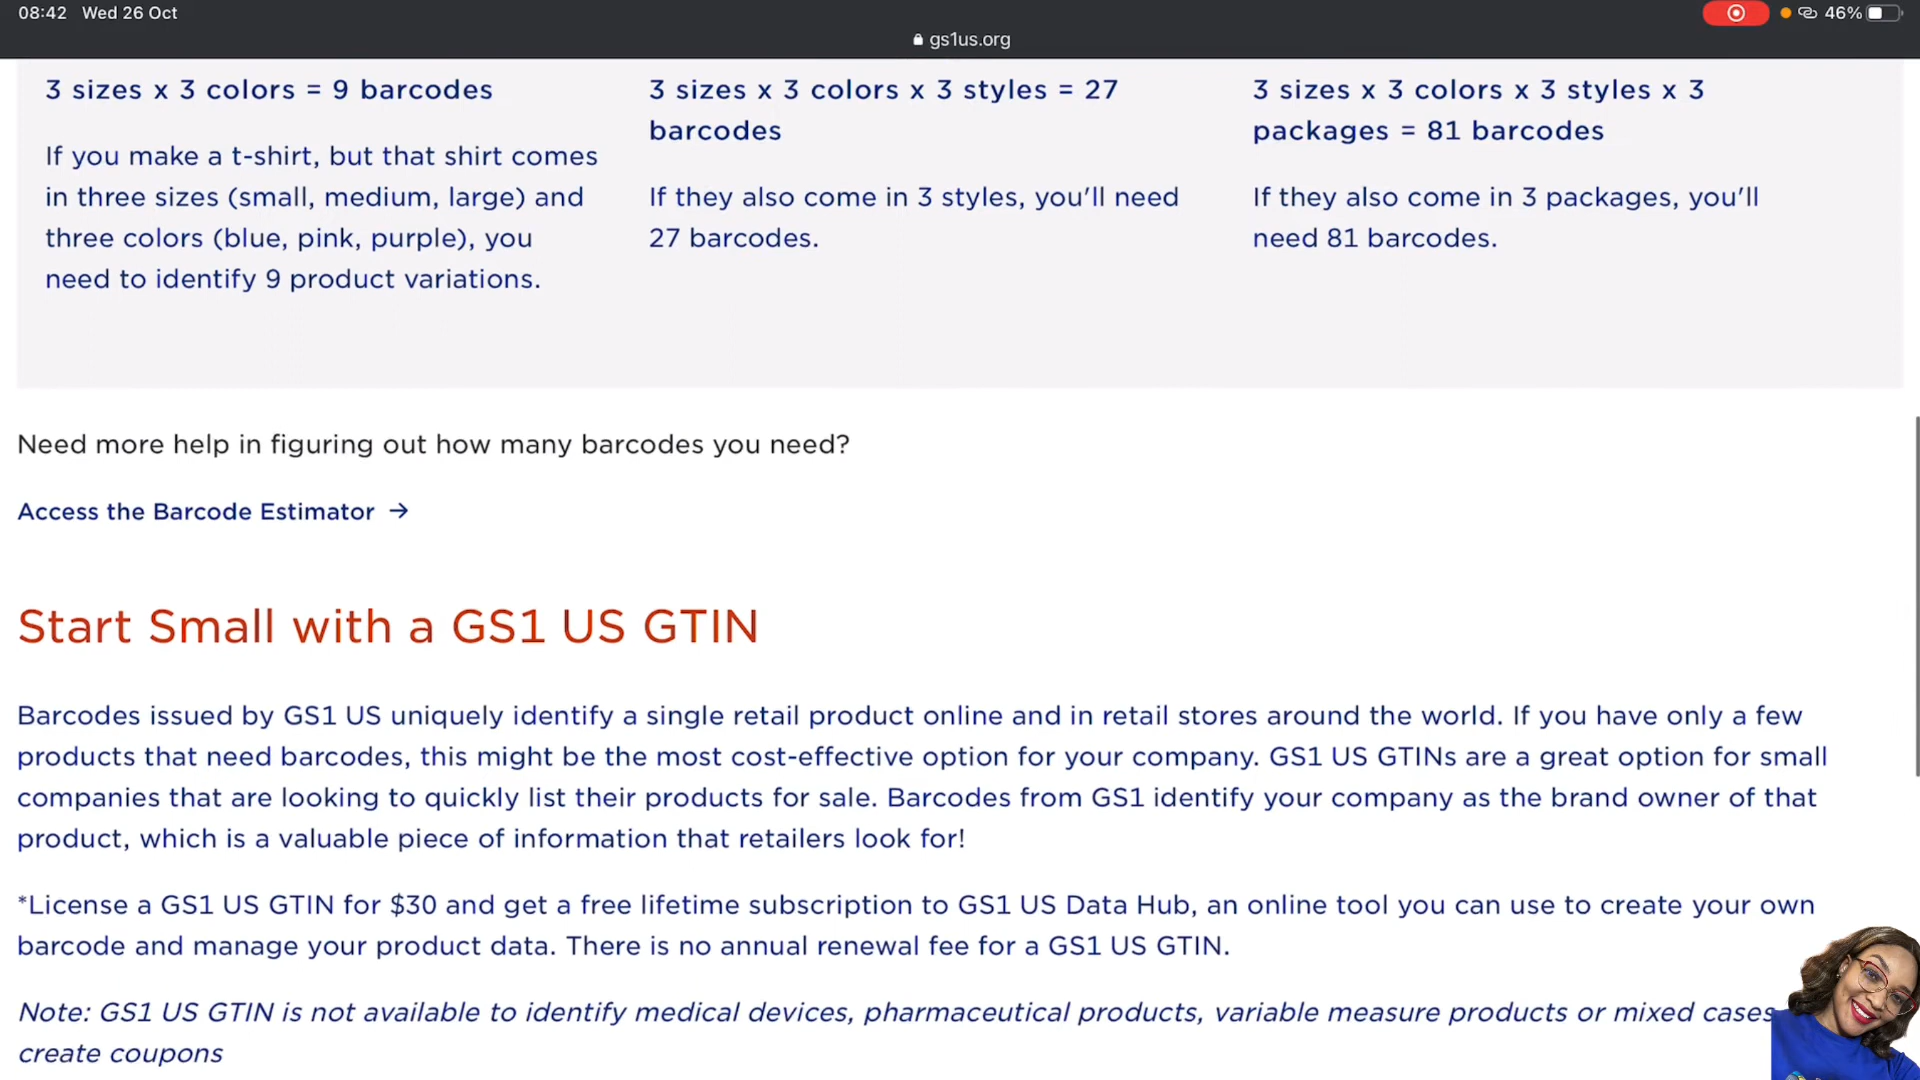 08:42 Wed 26 Oct
46%
gs1us.org
3 sizes x 3 colors = 9 barcodes
If you make a t-shirt, but that shirt comes
in three sizes (small, medium, large) and
three colors (blue, pink, purple), you
need to identify 9 product variations.
3 sizes x 3 colors x 3 styles = 27
barcodes
If they also come in 3 styles, you'll need
27 barcodes.
3 sizes x 3 colors x 3 styles x 3
packages = 81 barcodes
If they also come in 3 packages, you'll
need 81 barcodes.
Need more help in figuring out how many barcodes you need?
Access the Barcode Estimator →
Start Small with a GS1 US GTIN
Barcodes issued by GS1 US uniquely identify a single retail product online and in retail stores around the world. If you have only a few
products that need barcodes, this might be the most cost-effective option for your company. GS1 US GTINs are a great option for small
companies that are looking to quickly list their products for sale. Barcodes from GS1 identify your company as the brand owner of that
product, which is a valuable piece of information that retailers look for!
*License a GS1 US GTIN for $30 and get a free lifetime subscription to GS1 US Data Hub, an online tool you can use to create your own
barcode and manage your product data. There is no annual renewal fee for a GS1 US GTIN.
Note: GS1 US GTIN is not available to identify medical devices, pharmaceutical products, variable measure products or mixed cases
create coupons